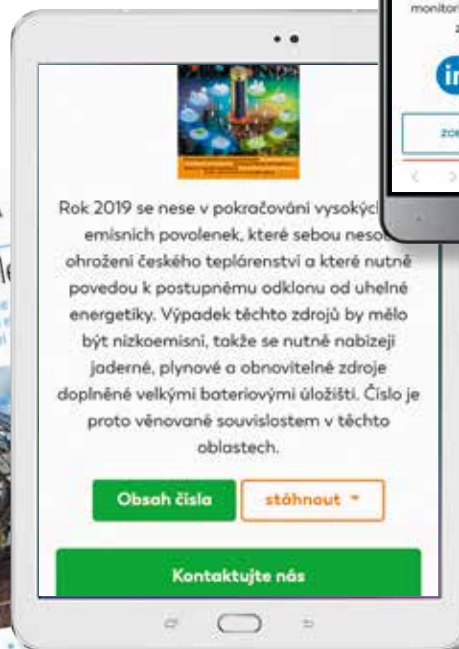 monitori
in
Rok 2019 se nese v pokračování vysokých
emisních povolenek, které sebou nesou
ohrožení českého teplárenství a které nutně
povedou k postupnému odklonu od uhelné
energetiky. Výpadek těchto zdrojů by mělo
být nízkoemisní, takže se nutně nabízejí
jaderné, plynové a obnovitelné zdroje
doplněné velkými bateriovými úložišti. Číslo je
proto věnované souvislostem v těchto
oblastech.
Obsah čísla
stáhnout
Kontaktujte nás